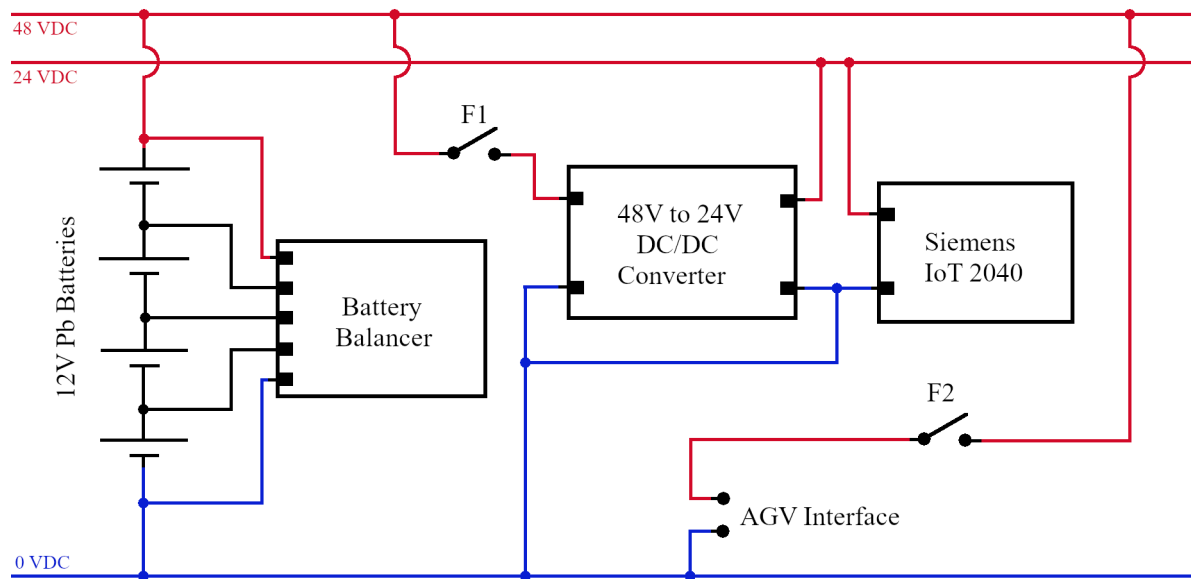 48 VDC
24 VDC
F1
48V to 24V
DC/DC
Converter
Siemens
IoT 2040
12V Pb Batteries
Battery
Balancer
F2
AGV Interface
0 VDC